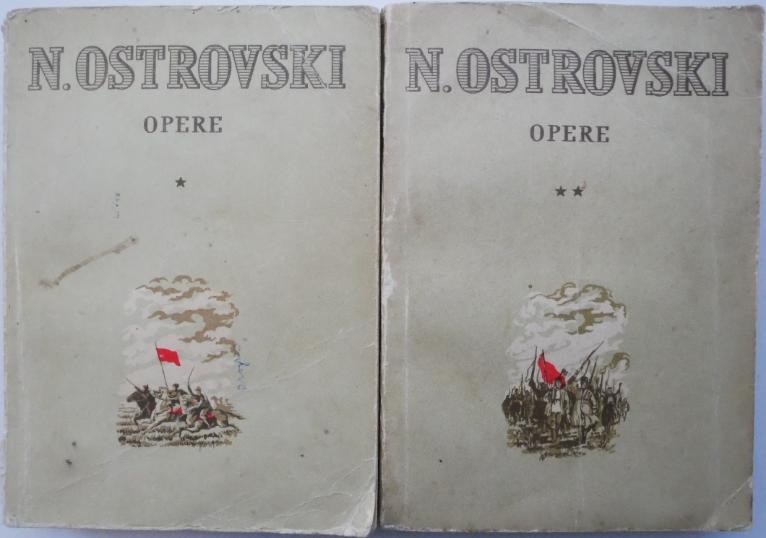 N. OSTROVSKI
OPERE
★
N. OSTROVSKI
OPERE
★★